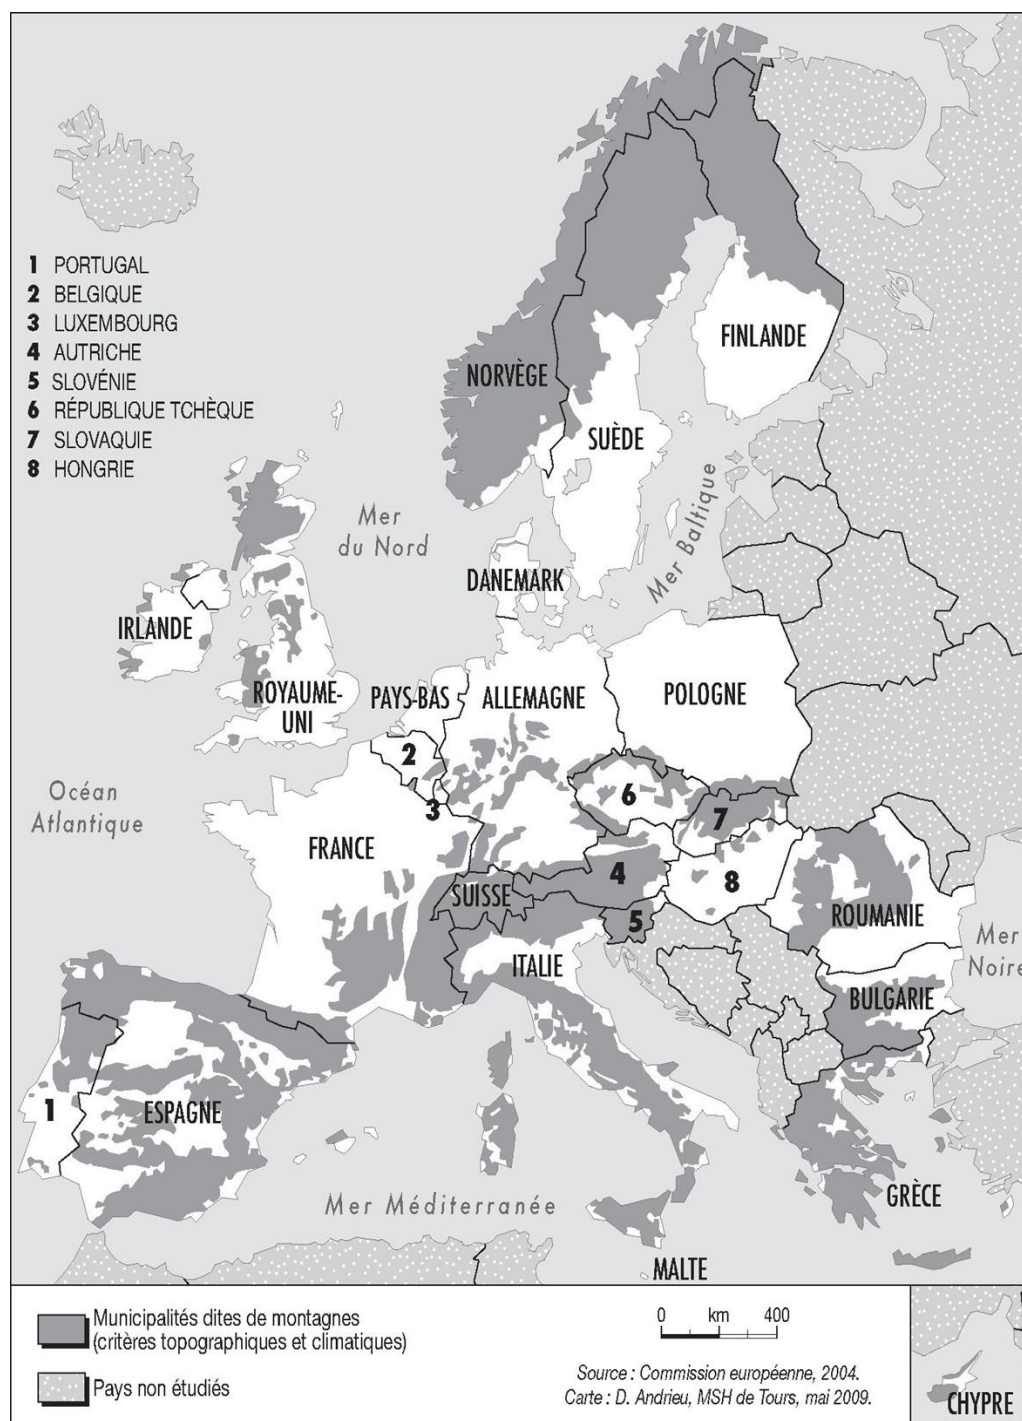 1 PORTUGAL
2 BELGIQUE
3 LUXEMBOURG
4 AUTRICHE
5 SLOVÉNIE
6 RÉPUBLIQUE TCHÈQUE
7 SLOVAQUIE
8 HONGRIE
FINLANDE
NORVÈGE
SUÈDE
Mer
du Nord
Mer Baltique
DANEMARK
IRLANDE
ROYAUME-
UNI
PAYS-BAS
ALLEMAGNE
POLOGNE
2
Océan
Atlantique
3
6
7
FRANCE
4
8
SUISSE
5
ROUMANIE
ITALIE
Mer
Noire
BULGARIE
1
ESPAGNE
Mer Méditerranée
GRÈCE
MALTE
Municipalités dites de montagnes
(critères topographiques et climatiques)
Pays non étudiés
0 km 400
Source : Commission européenne, 2004.
Carte : D. Andrieu, MSH de Tours, mai 2009.
CHYPRE